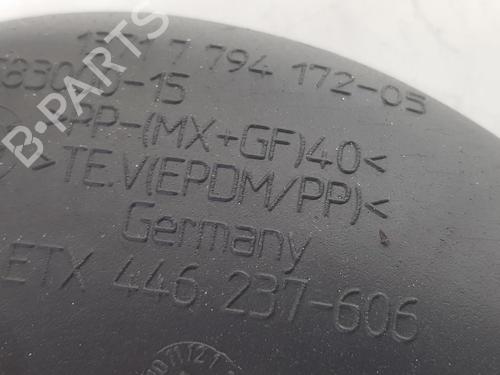 7 794 172-05
-15
>PP-(MX+GF)40<
>TE.V(EPDM/PP)<
Germany
ETX 446 237-606
B-PARTS